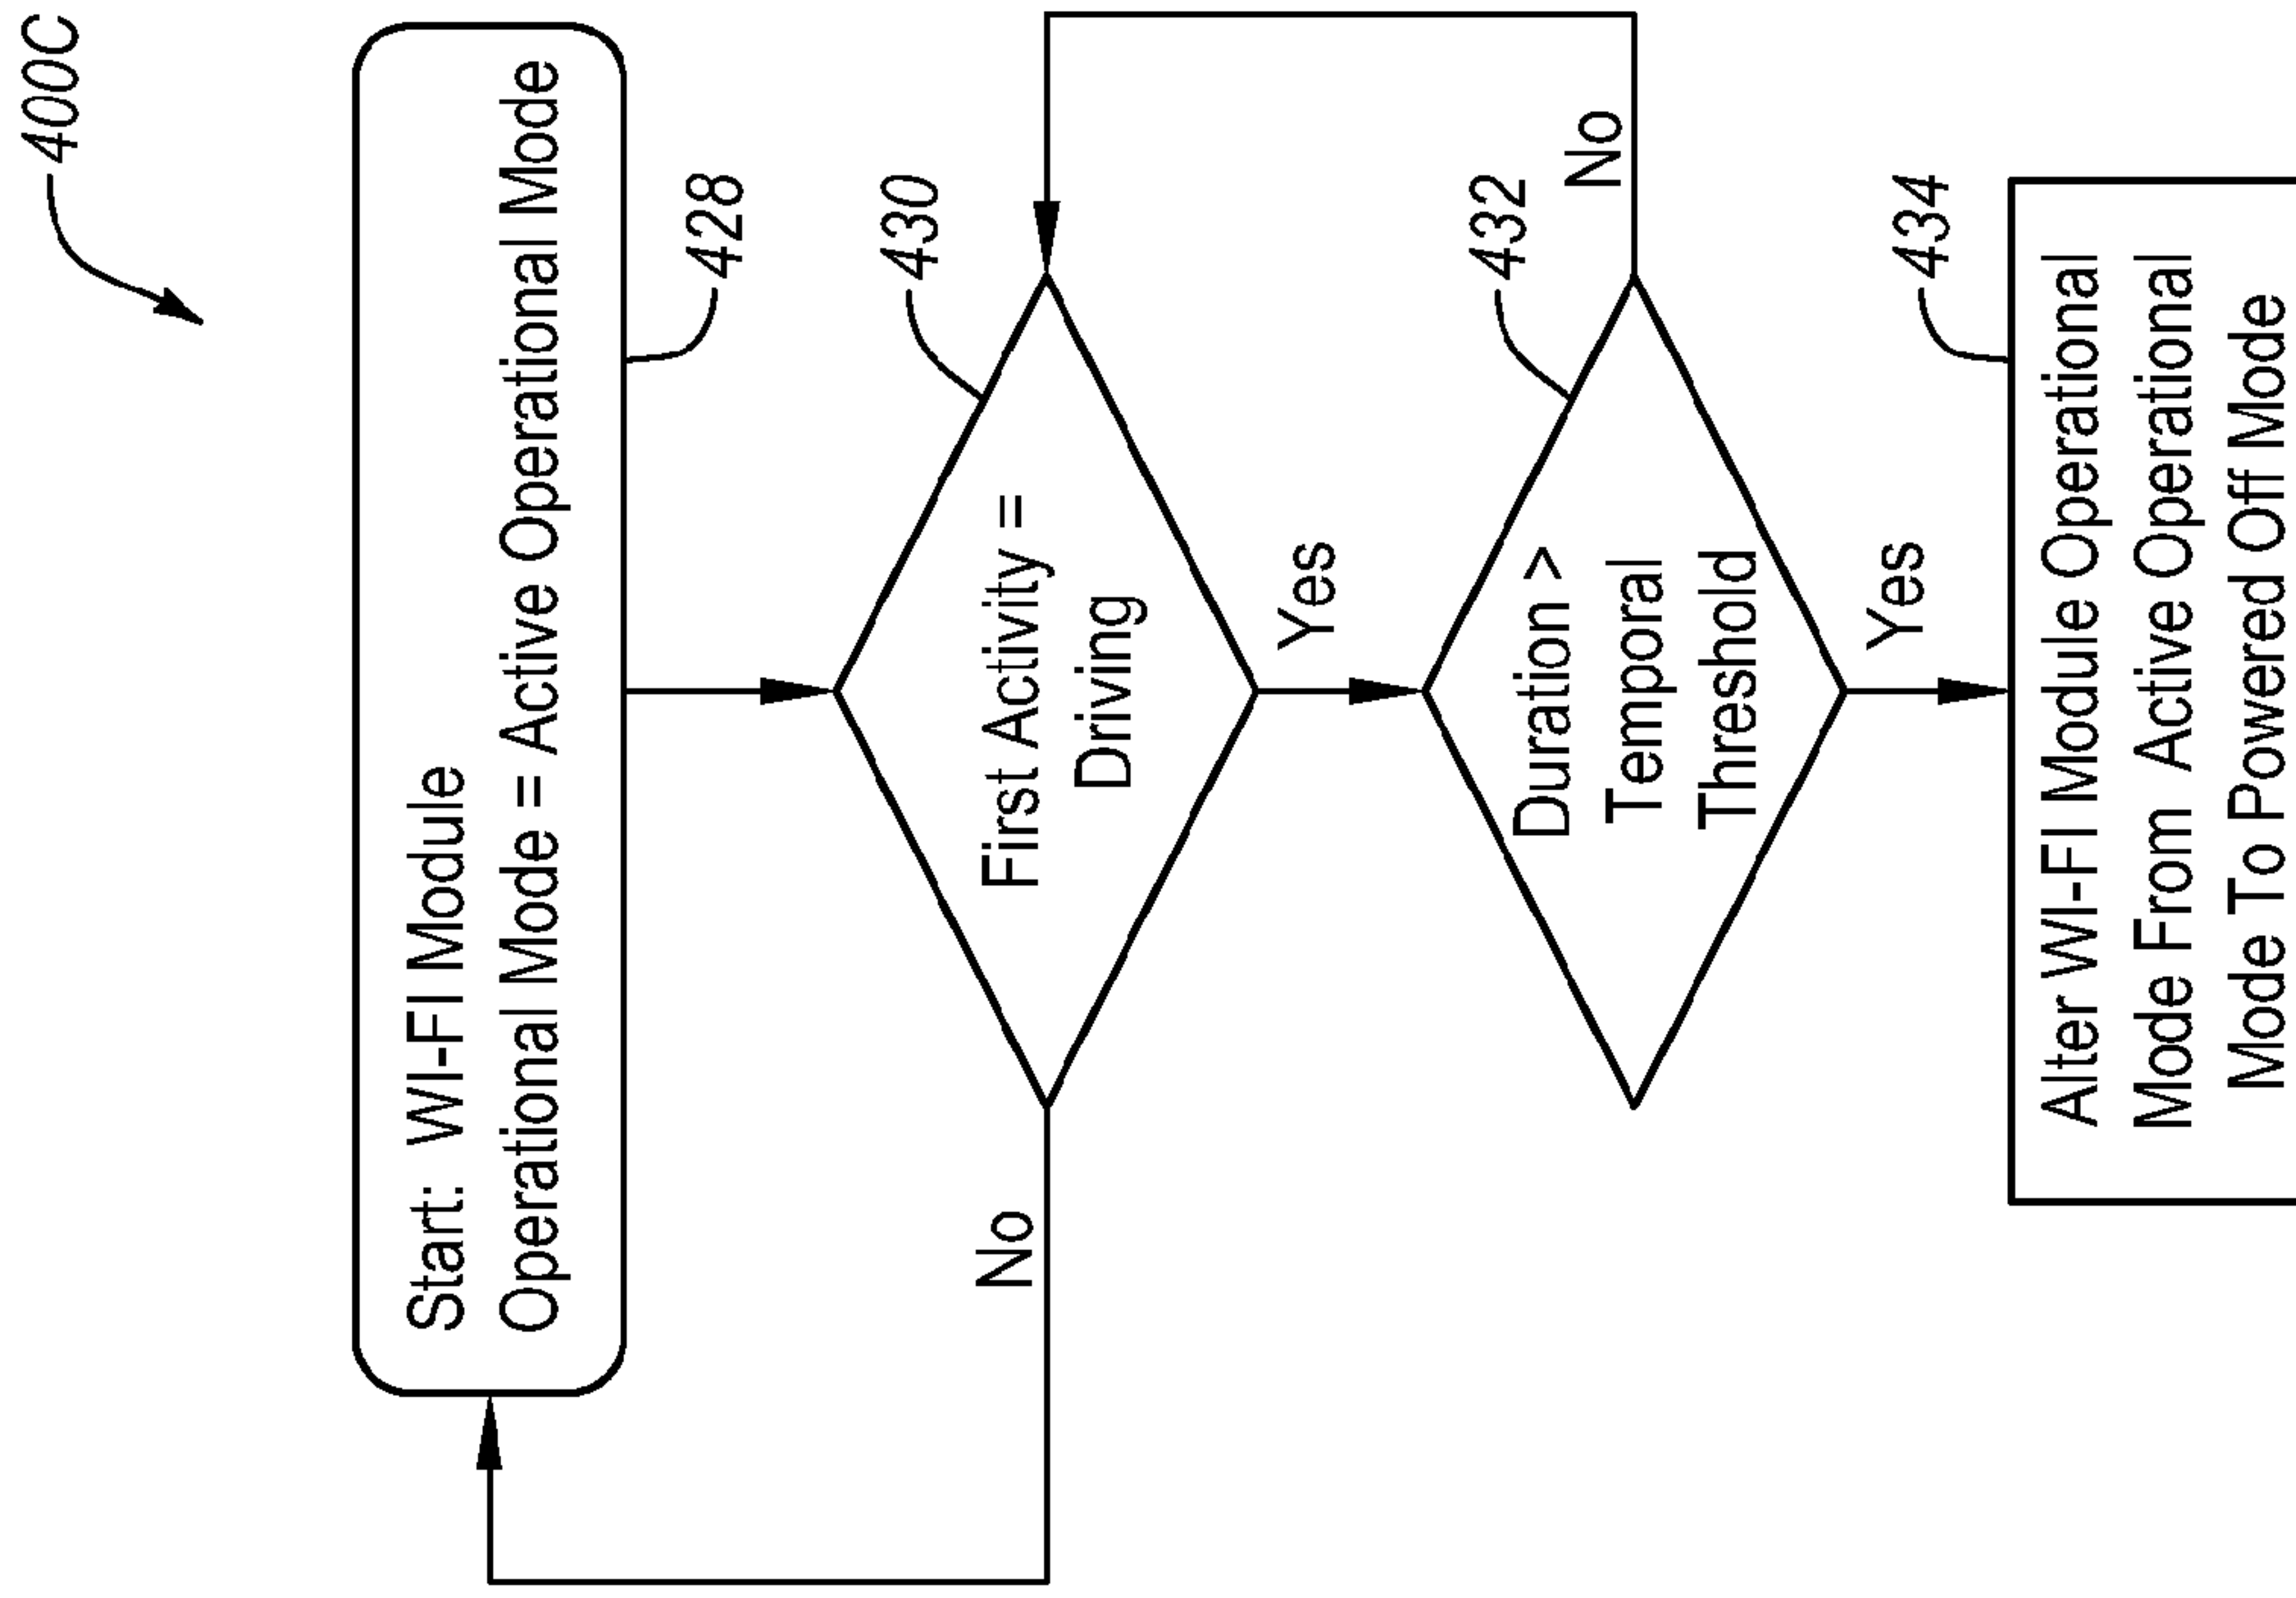 400C
Start: WI-FI Module
Operational Mode = Active Operational Mode
428
430
First Activity =
Driving
No
Yes
432
Duration >
Temporal
Threshold
No
Yes
434
Alter WI-FI Module Operational
Mode From Active Operational
Mode To Powered Off Mode